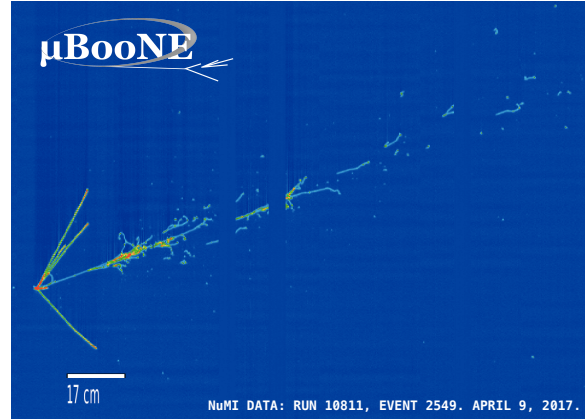 μBooNE
17 cm
NuMI DATA: RUN 10811, EVENT 2549. APRIL 9, 2017.